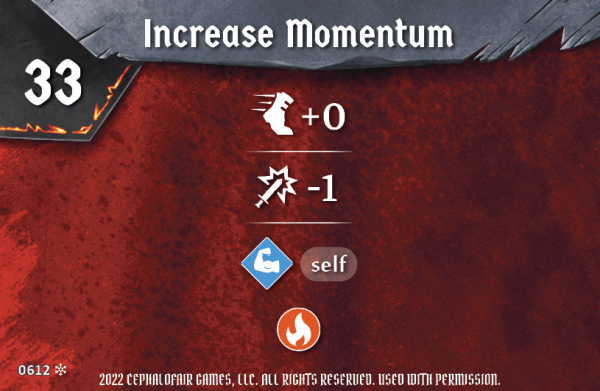 Increase Momentum
33
+0
-1
self
0612
2022 CEPHALOFAIR GAMES, LLC. ALL RIGHTS RESERVED. USED WITH PERMISSION.